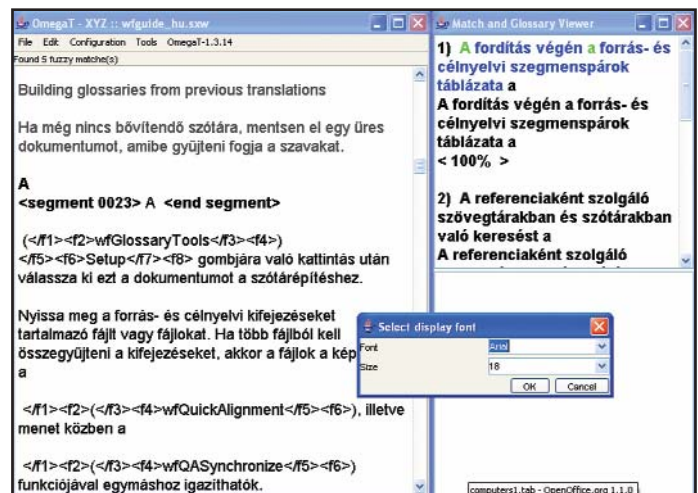 OmegaT - XYZ :: wfguide_hu.sxw
File Edit Configuration Tools OmegaT-1.3.14
Found 5 fuzzy matche(s)
Building glossaries from previous translations
Ha még nincs bővítendő szótára, mentsen el egy üres
dokumentumot, amibe gyűjteni fogja a szavakat.
A
<segment 0023> A <end segment>
(</f1><f2>wfGlossaryTools</f3><f4>)
</f5><f6>Setup</f7><f8> gombjára való kattintás után
válassza ki ezt a dokumentumot a szótárépítéshez.
Nyissa meg a forrás- és célnyelvi kifejezéseket
tartalmazó fájlt vagy fájlokat. Ha több fájlból kell
összegyűjteni a kifejezéseket, akkor a fájlok a kép
a
</f1><f2>(</f3><f4>wfQuickAlignment</f5><f6>), illetve
menet közben a
</f1><f2>(</f3><f4>wfQASynchronize</f5><f6>)
funkciójával egymáshoz igazíthatók.
Match and Glossary Viewer
1) A fordítás végén a forrás- és
célnyelvi szegmenspárok
táblázata a
A fordítás végén a forrás- és
célnyelvi szegmenspárok
táblázata a
< 100% >
2) A referenciaként szolgáló
szövegtárakban és szótárakban
való keresést a
A referenciaként szolgáló
Select display font
Font Arial
Size 18
OK Cancel
computers1.tab - OpenOffice.org 1.1.0